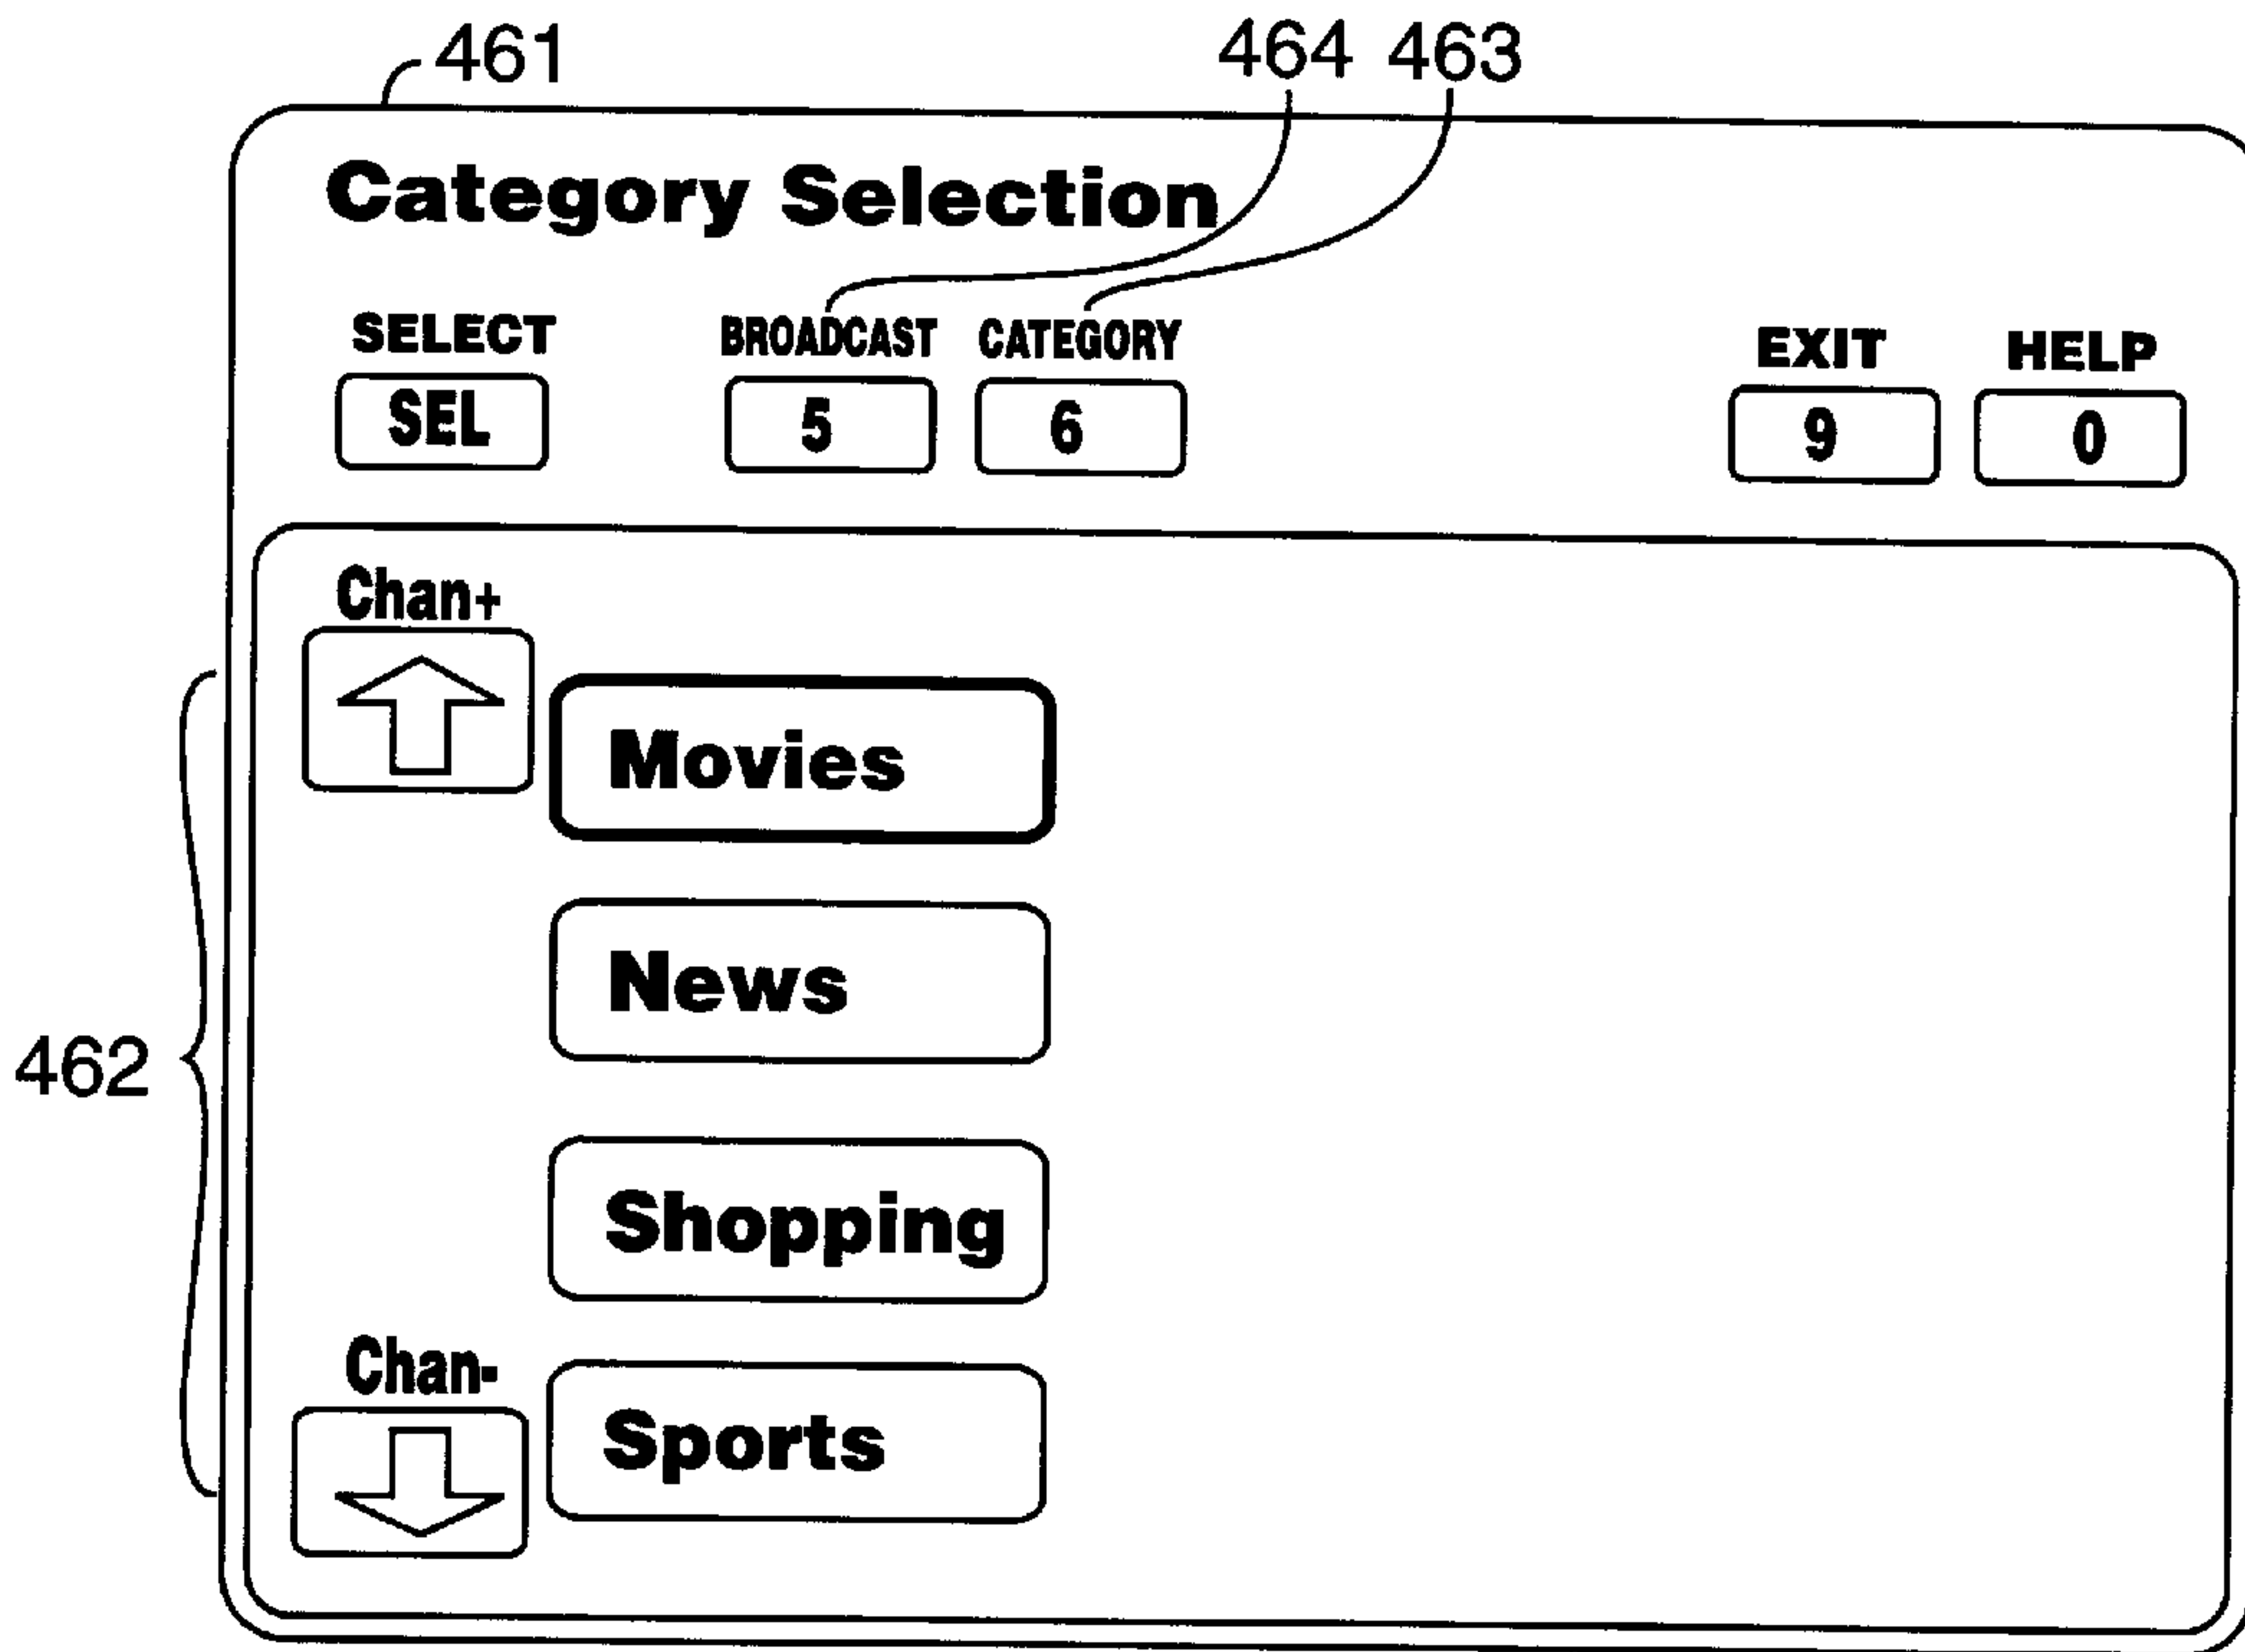 461
464 463
Category Selection
SELECT BROADCAST CATEGORY EXIT HELP
SEL 5 6 9 0
Chan+
Movies
News
462
Shopping
Chan-
Sports